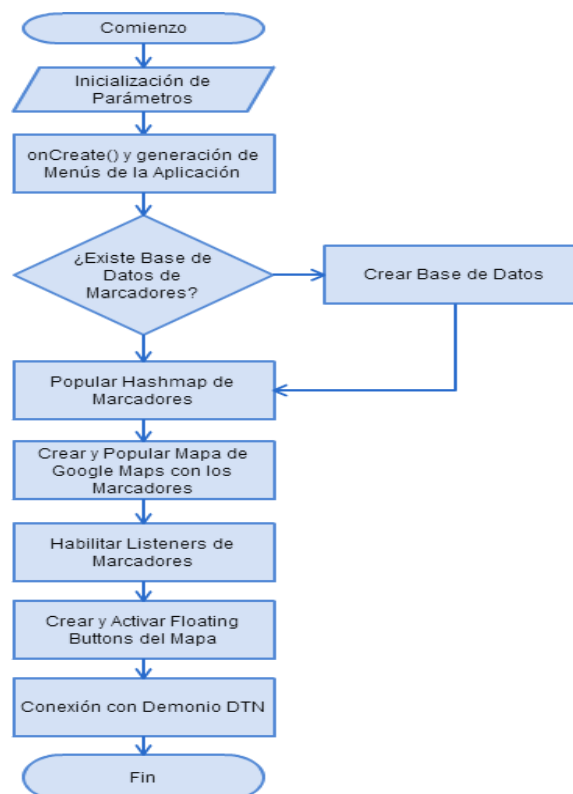 Comienzo
Inicialización de
Parámetros
onCreate() y generación de
Menús de la Aplicación
¿Existe Base de
Datos de
Marcadores?
Crear Base de Datos
Popular Hashmap de
Marcadores
Crear y Popular Mapa de
Google Maps con los
Marcadores
Habilitar Listeners de
Marcadores
Crear y Activar Floating
Buttons del Mapa
Conexión con Demonio DTN
Fin